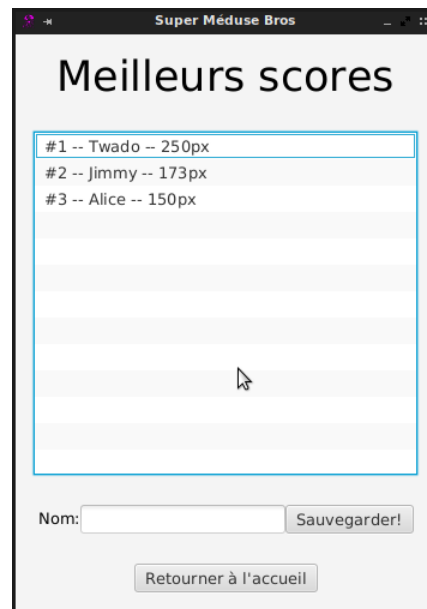 Super Méduse Bros
Meilleurs scores
#1 -- Twado -- 250px
#2 -- Jimmy -- 173px
#3 -- Alice -- 150px
Nom: Sauvegarder!
Retourner à l'accueil